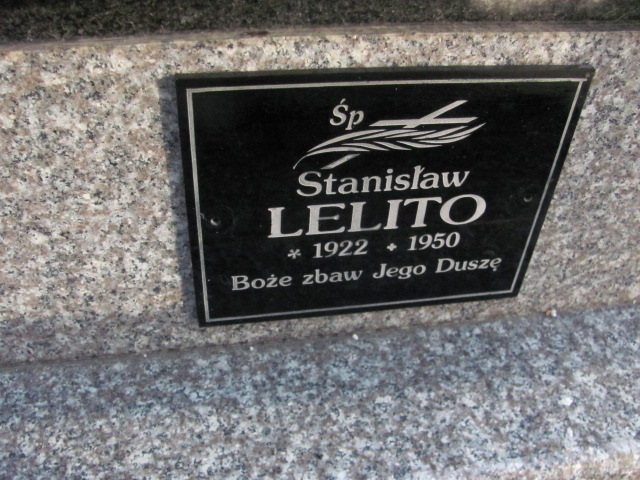 Śp
Stanisław
LELITO
* 1922 + 1950
Boże zbaw Jego Duszę